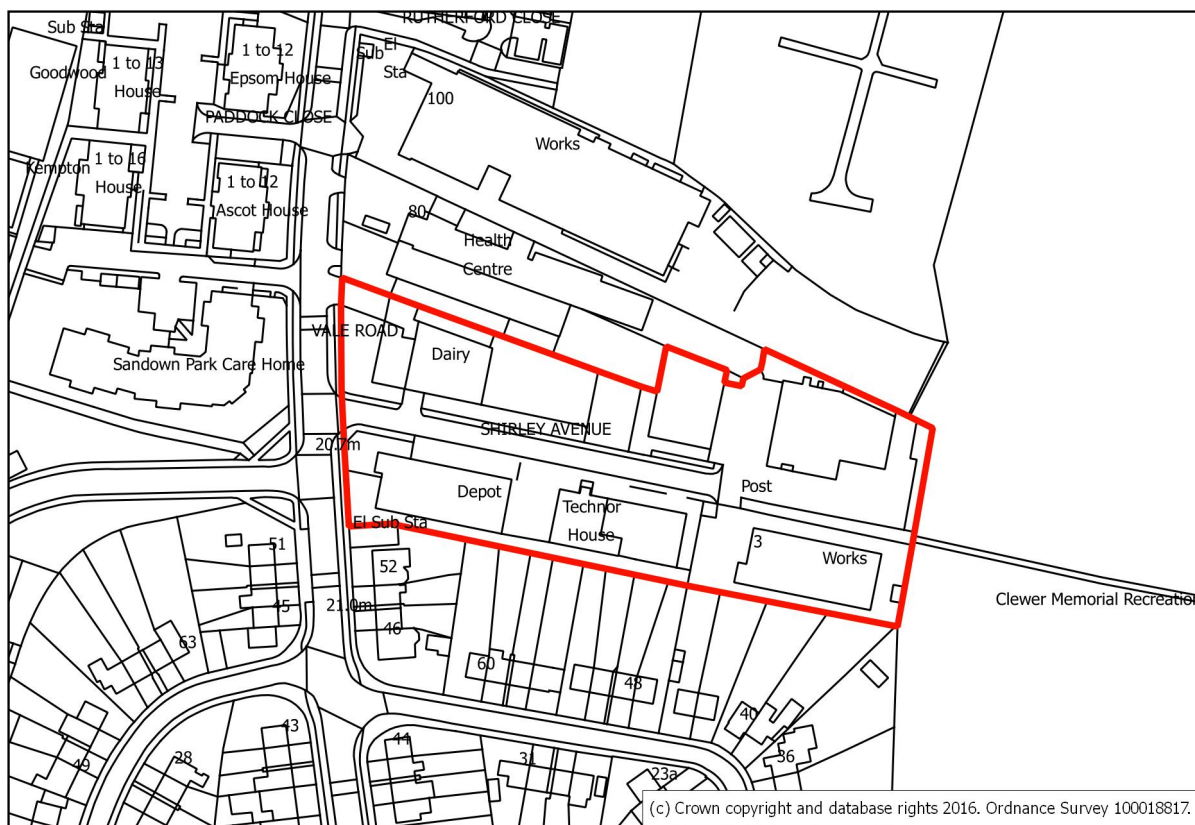 RUTHERFORD CLOSE
Sub Sta
El
Sub
Sta
1 to 12
Epsom House
1 to 13
House
Goodwood
100
PADDOCK CLOSE
Works
1 to 16
House
Kempton
1 to 12
Ascot House
80
Health
Centre
VALE ROAD
Dairy
Sandown Park Care Home
SHIRLEY AVENUE
20.7m
Depot
Post
Technor
House
El Sub Sta
3
Works
51
52
Clewer Memorial Recreation
45
21.0m
46
63
60
48
40
43
44
36
28
31
49
23a
(c) Crown copyright and database rights 2016. Ordnance Survey 100018817.